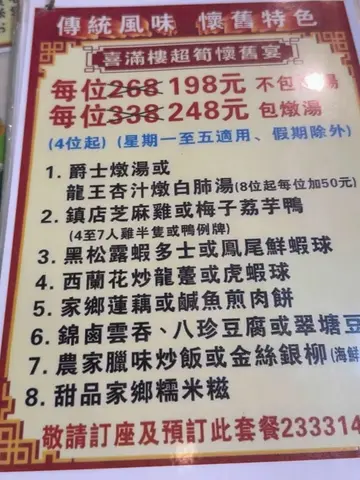 傳統風味 懷舊特色
喜滿樓超筍懷舊宴
每位268 198元 不包燉湯
每位338 248元 包燉湯
(4位起) (星期一至五適用、假期除外)
1. 爵士燉湯或
龍王杏汁燉白肺湯(8位起每位加50元)
2. 鎮店芝麻雞或梅子荔芋鴨
(4至7人雞半隻或鴨例牌)
3. 黑松露蝦多士或鳳尾鮮蝦球
4. 西蘭花炒龍躉或虎蝦球
5. 家鄉蓮藕或鹹魚煎肉餅
6. 錦鹵雲吞、八珍豆腐或翠塘豆
7. 農家臘味炒飯或金絲銀柳(海鮮
8. 甜品家鄉糯米糍
敬請訂座及預訂此套餐233314